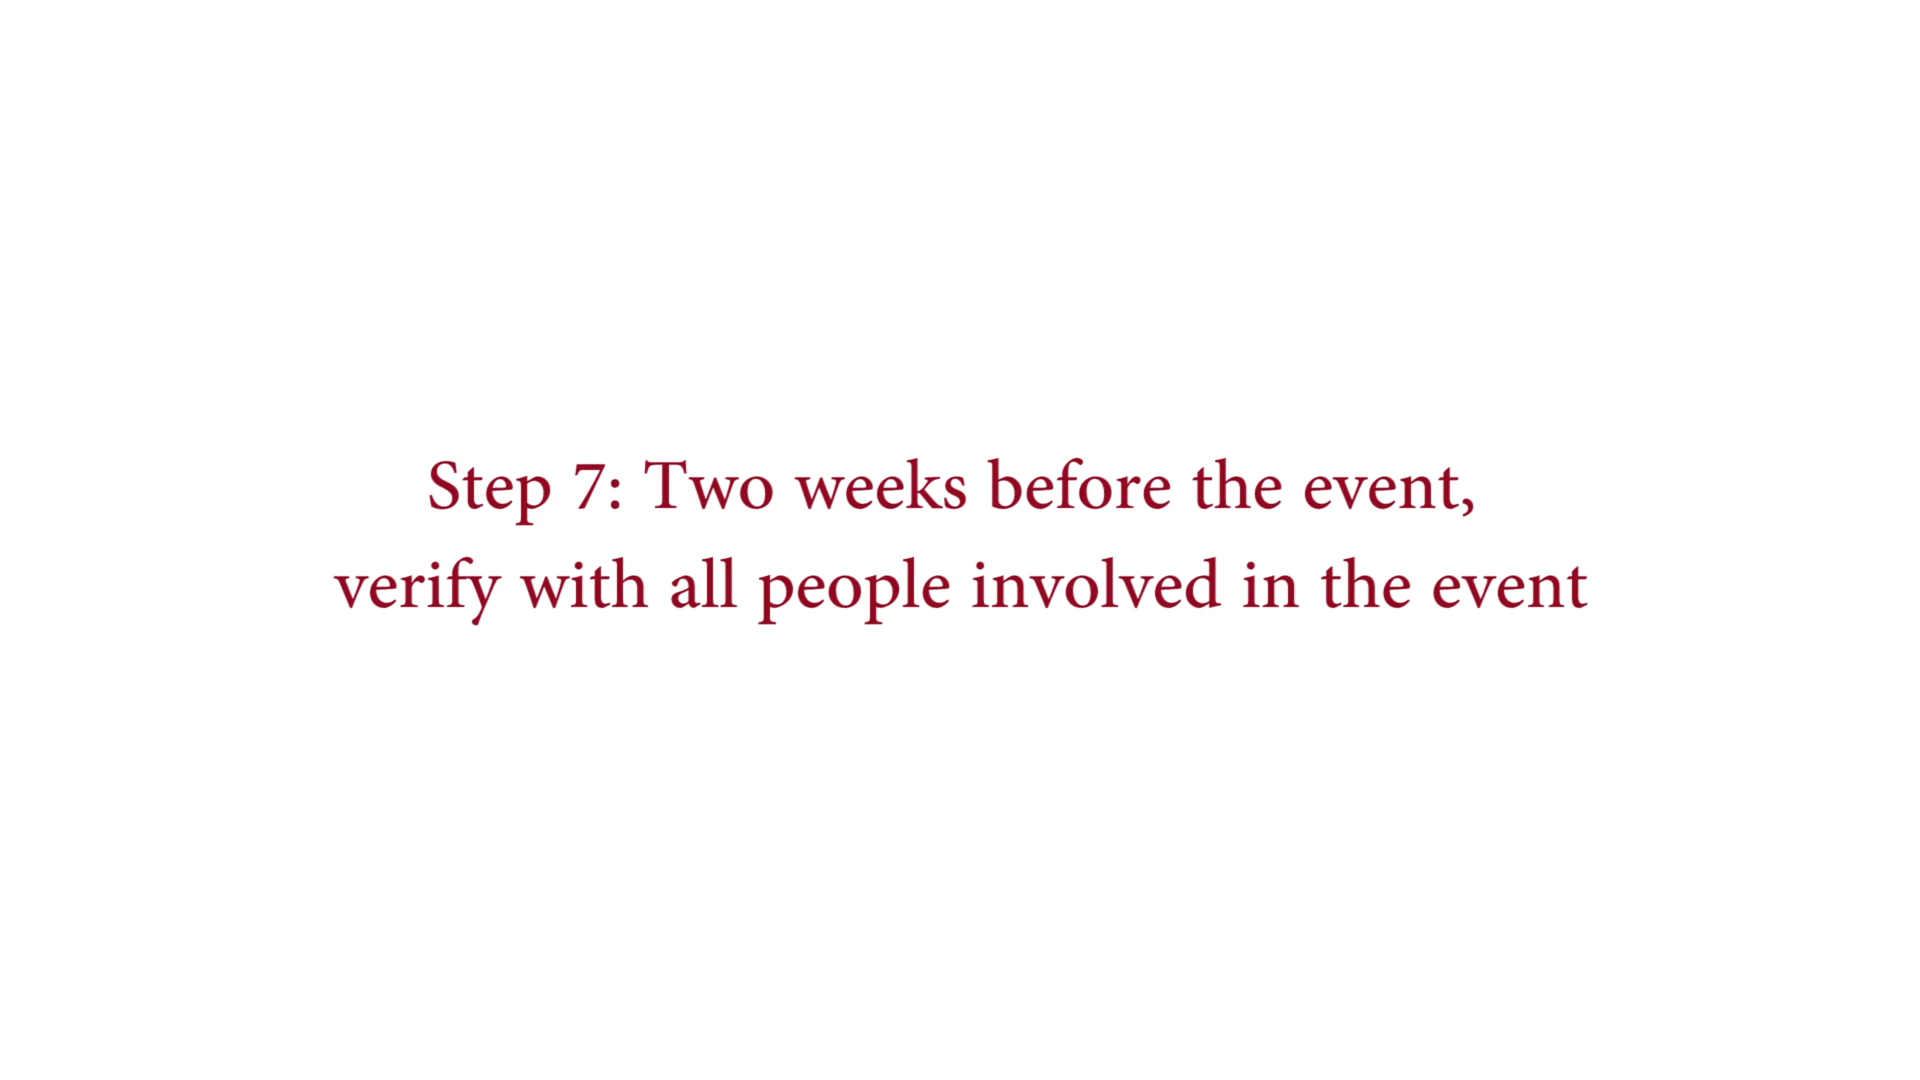 Step 7: Two weeks before the event,
verify with all people involved in the event